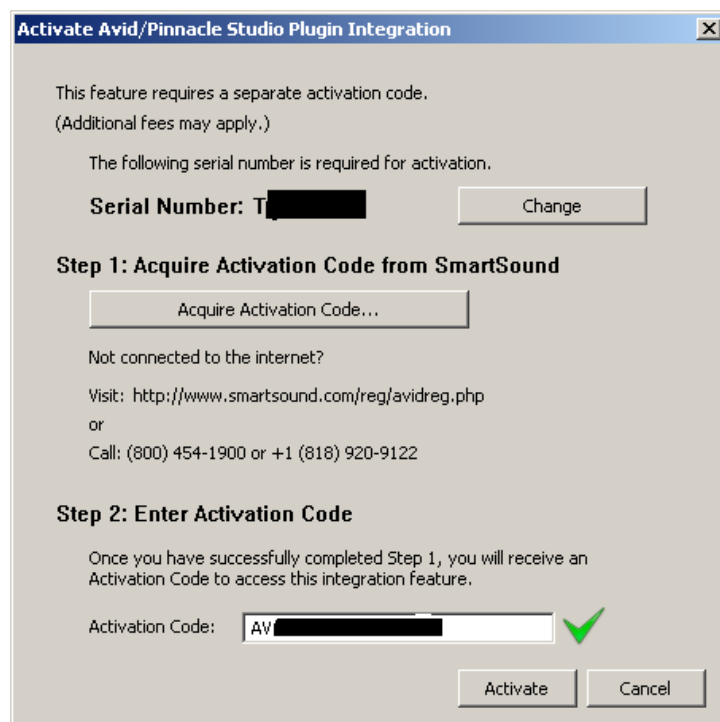 Activate Avid/Pinnacle Studio Plugin Integration
This feature requires a separate activation code.
(Additional fees may apply.)
The following serial number is required for activation.
Serial Number: T
Change
Step 1: Acquire Activation Code from SmartSound
Acquire Activation Code...
Not connected to the internet?
Visit: http://www.smartsound.com/reg/avidreg.php
or
Call: (800) 454-1900 or +1 (818) 920-9122
Step 2: Enter Activation Code
Once you have successfully completed Step 1, you will receive an
Activation Code to access this integration feature.
Activation Code: AV
Activate Cancel